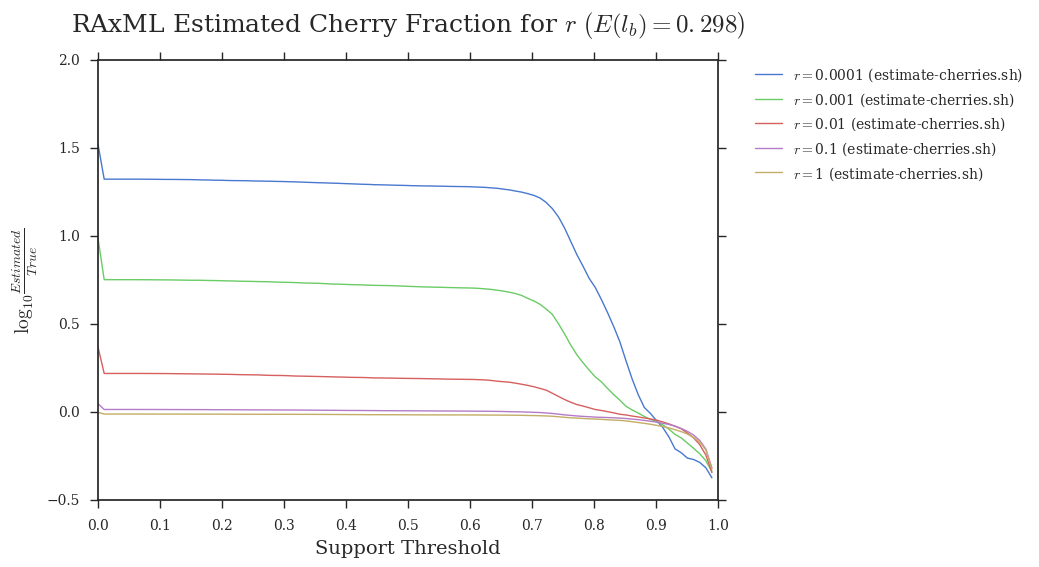 RAxML Estimated Cherry Fraction for r (E(l_b) = 0.298)
2.0
1.5
1.0
0.5
0.0
−0.5
log10 Estimated/True
0.0 0.1 0.2 0.3 0.4 0.5 0.6 0.7 0.8 0.9 1.0
Support Threshold
r = 0.0001 (estimate-cherries.sh)
r = 0.001 (estimate-cherries.sh)
r = 0.01 (estimate-cherries.sh)
r = 0.1 (estimate-cherries.sh)
r = 1 (estimate-cherries.sh)